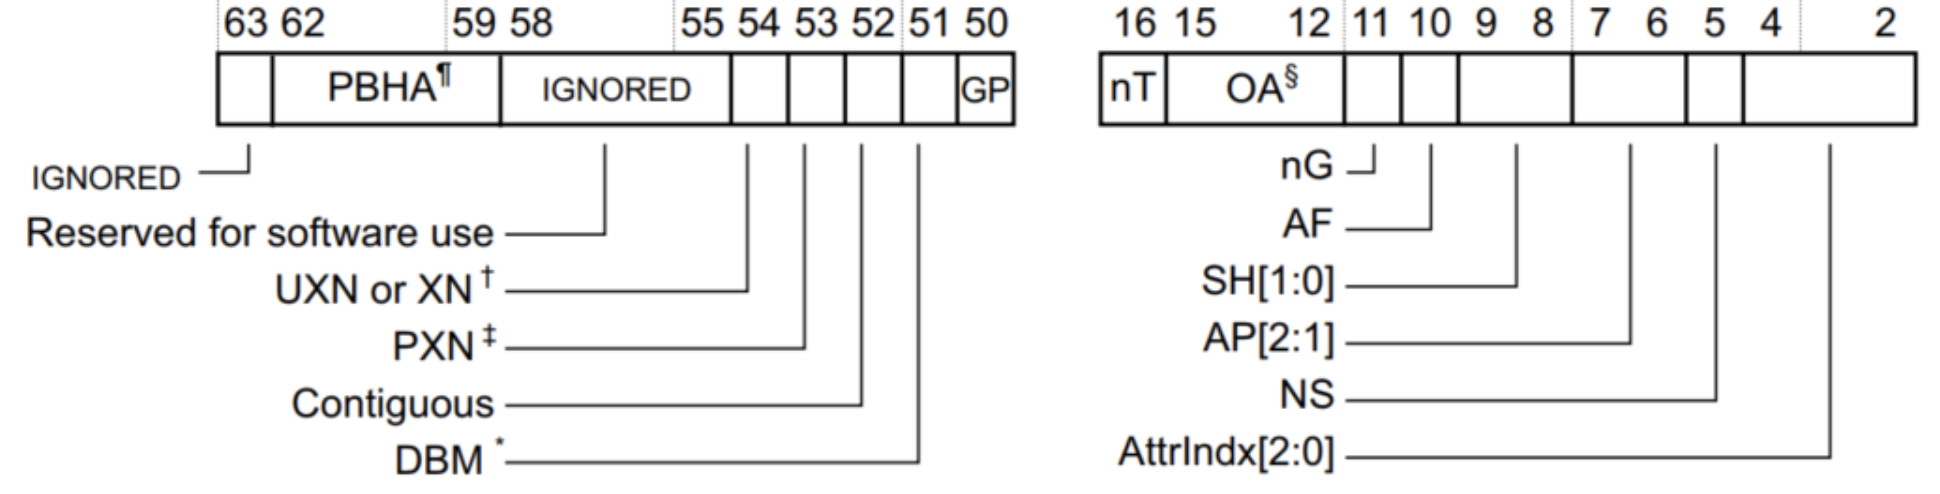 63 62 59 58 55 54 53 52 51 50 16 15 12 11 10 9 8 7 6 5 4 2
PBHA¶ IGNORED GP nT OA§
IGNORED
Reserved for software use
UXN or XN†
PXN‡
Contiguous
DBM*
nG
AF
SH[1:0]
AP[2:1]
NS
AttrIndx[2:0]